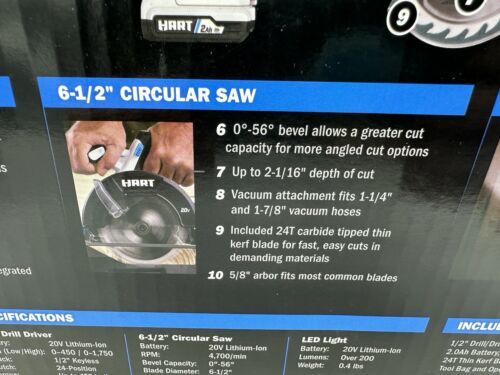 HART
2Ah
9
6-1/2" CIRCULAR SAW
HART
20V
6 0°-56° bevel allows a greater cut
capacity for more angled cut options
7 Up to 2-1/16" depth of cut
8 Vacuum attachment fits 1-1/4"
and 1-7/8" vacuum hoses
9 Included 24T carbide tipped thin
kerf blade for fast, easy cuts in
demanding materials
10 5/8" arbor fits most common blades
Drill Driver
20V Lithium-Ion
(Low/High): 0–450 / 0-1,750
1/2" Keyless
24-Position
Up to
6-1/2" Circular Saw
Battery: 20V Lithium-Ion
RPM: 4,700/min
Bevel Capacity: 0°-56°
Blade Diameter: 6-1/2"
LED Light
Battery: 20V Lithium-Ion
Lumens: Over 200
Weight: 0.4 lbs
1/2" Drill
2.0Ah Battery
24T Thin Kerf
Tool Bag and